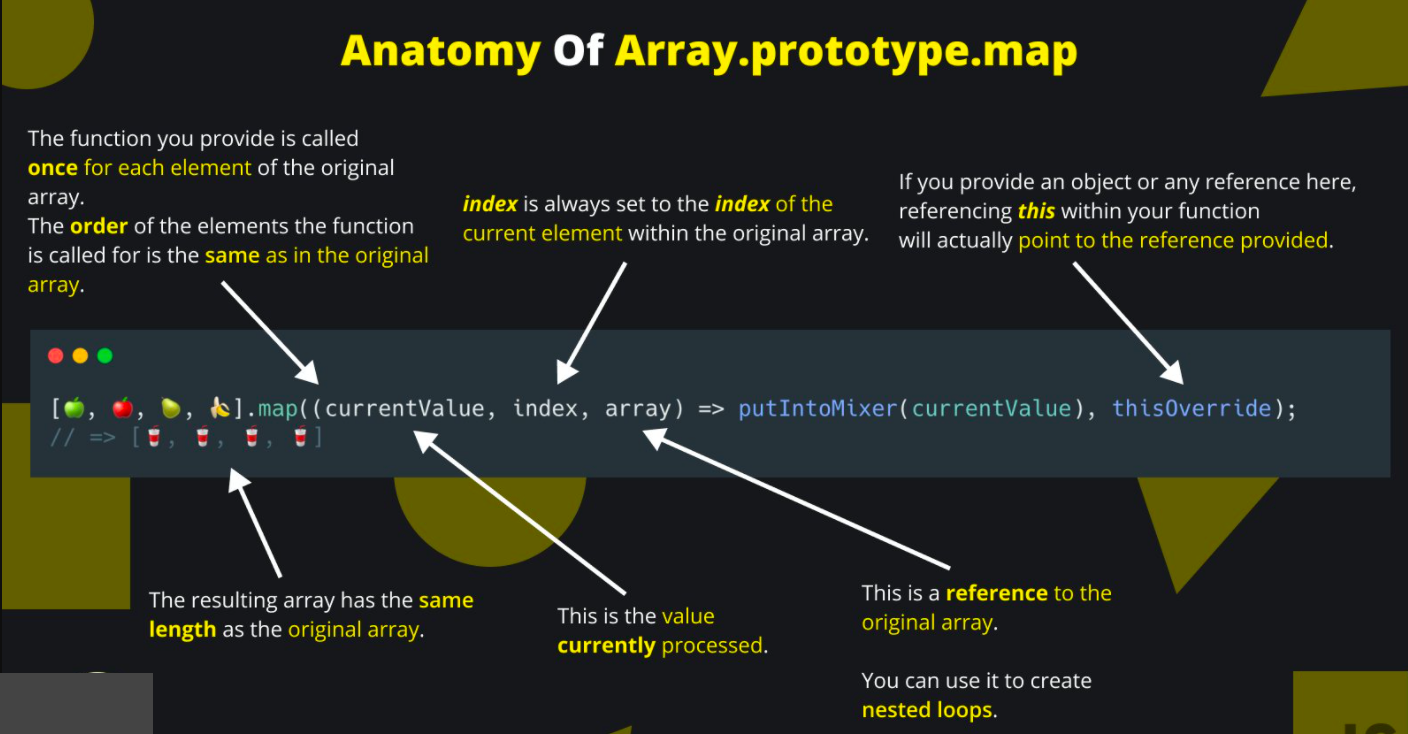 Anatomy Of Array.prototype.map
The function you provide is called
once for each element of the original
array.
The order of the elements the function
is called for is the same as in the original
array.
index is always set to the index of the
current element within the original array.
If you provide an object or any reference here,
referencing this within your function
will actually point to the reference provided.
[🍏, 🍎, 🍐, 🍌].map((currentValue, index, array) => putIntoMixer(currentValue), thisOverride);
// => [🥤, 🥤, 🥤, 🥤]
The resulting array has the same
length as the original array.
This is the value
currently processed.
This is a reference to the
original array.
You can use it to create
nested loops.